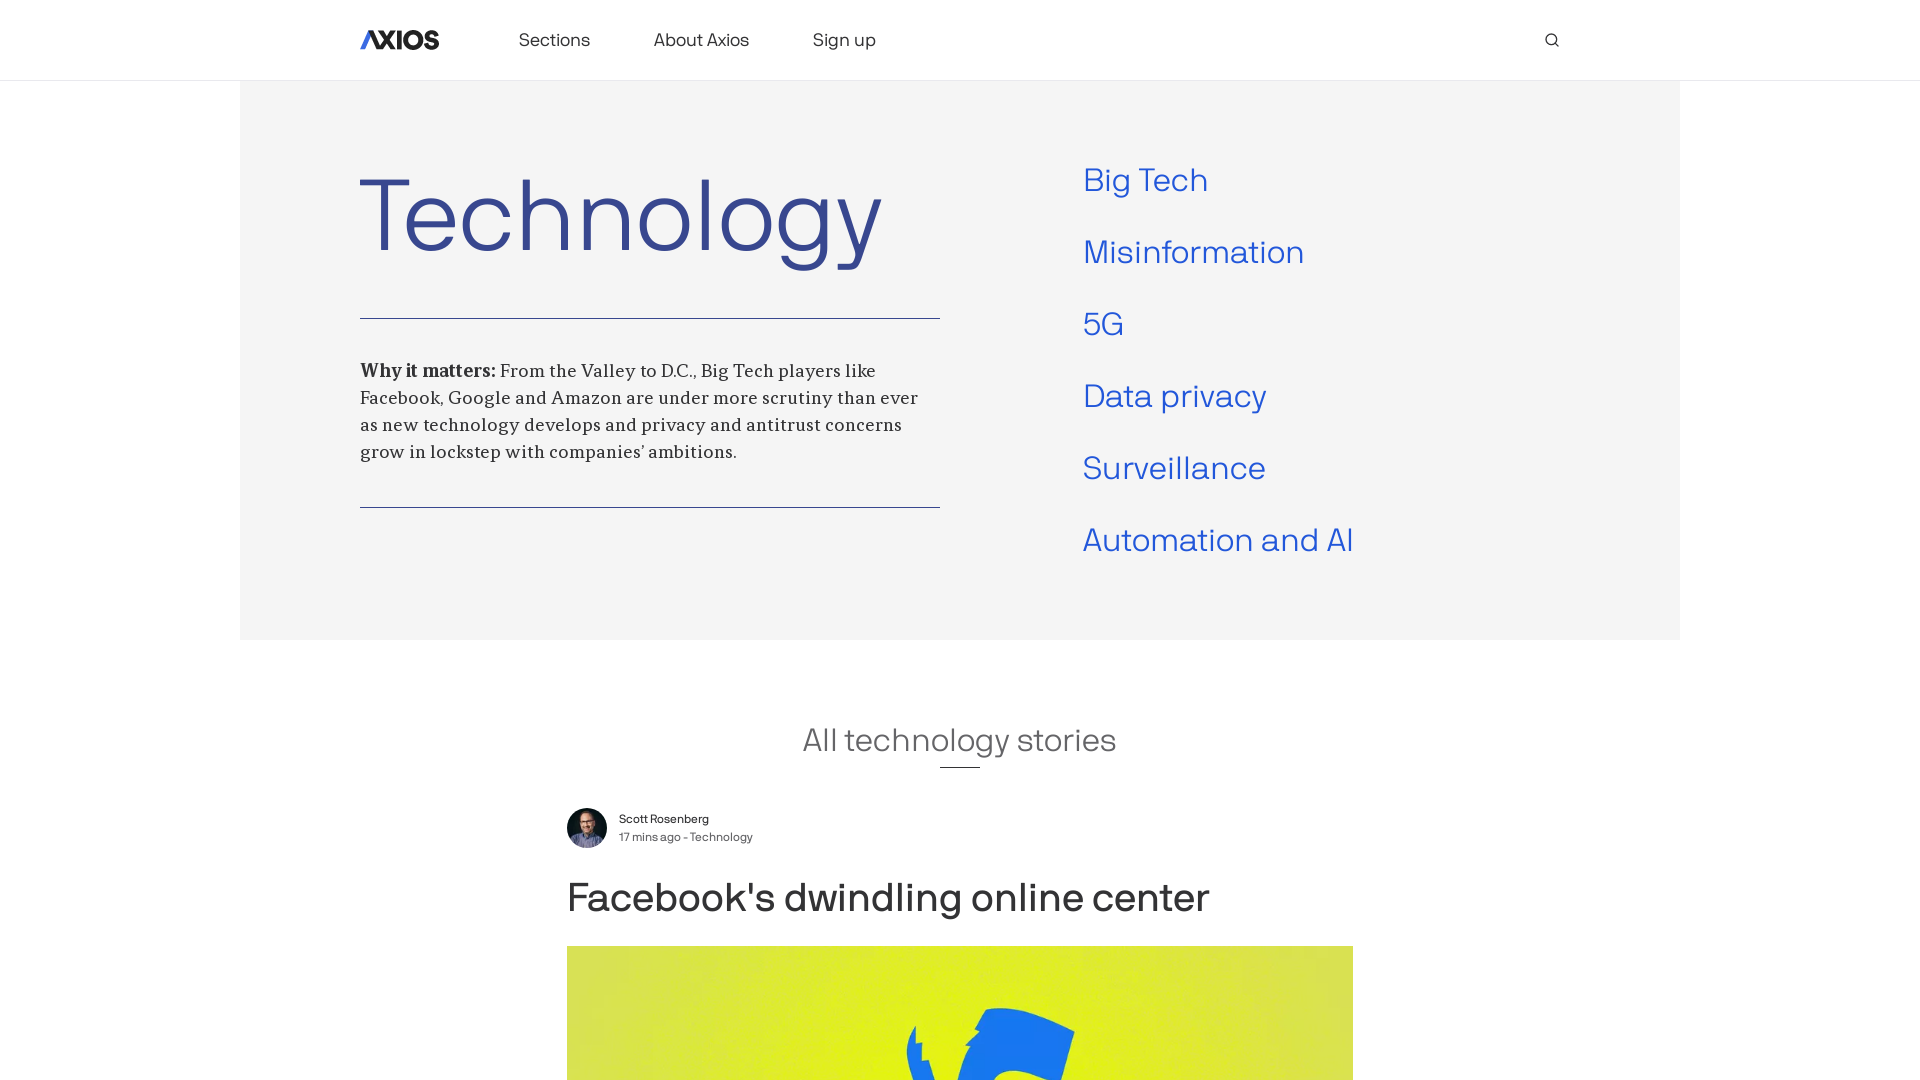 AXIOS
Sections
About Axios
Sign up
Technology
Why it matters: From the Valley to D.C., Big Tech players like
Facebook, Google and Amazon are under more scrutiny than ever
as new technology develops and privacy and antitrust concerns
grow in lockstep with companies' ambitions.
Big Tech
Misinformation
5G
Data privacy
Surveillance
Automation and AI
All technology stories
Scott Rosenberg
17 mins ago - Technology
Facebook's dwindling online center